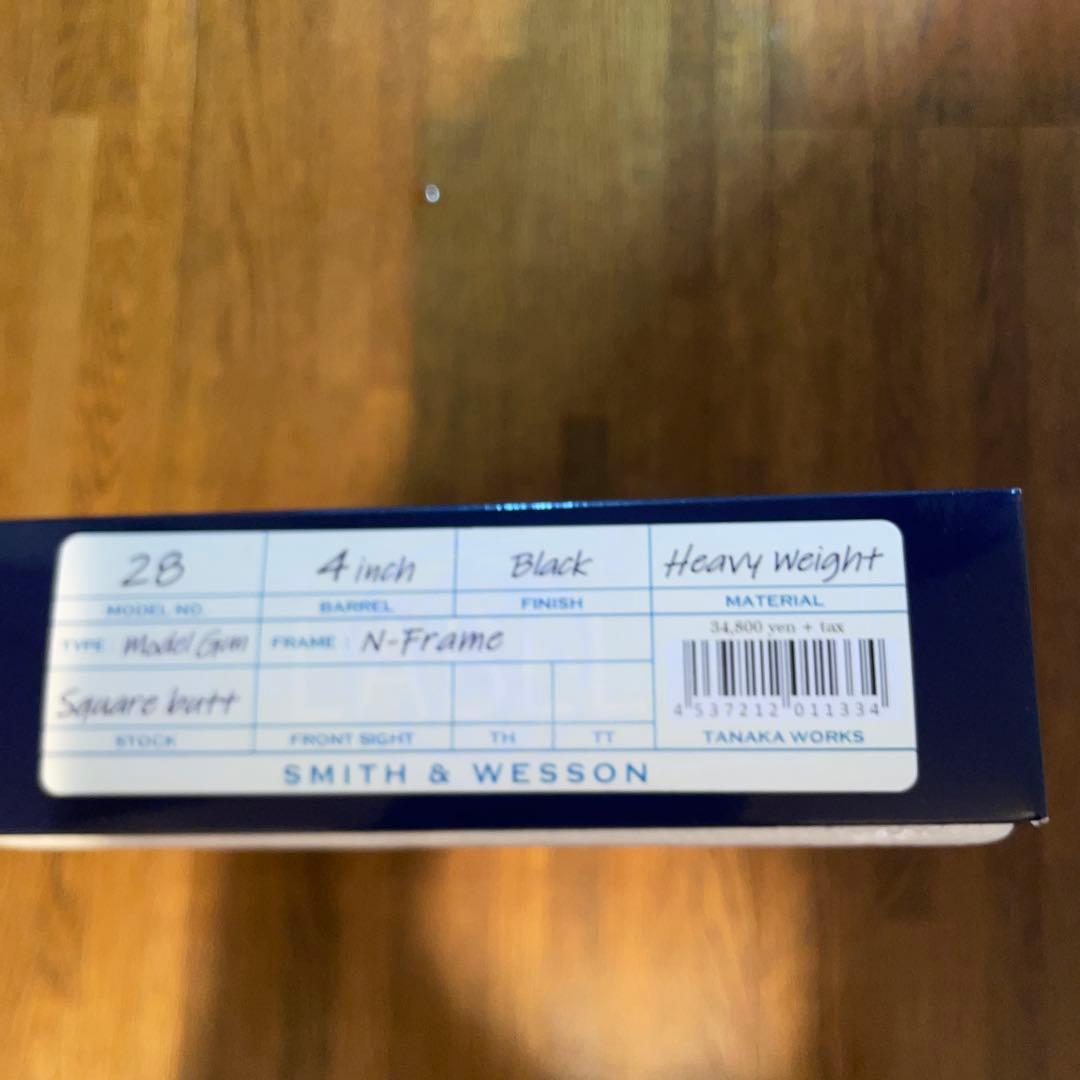 28 4 inch Black Heavy Weight
MODEL NO. BARREL FINISH MATERIAL
TYPE : Model Gun FRAME : N-Frame 34,800 yen + tax
Square butt
4 537212 011334
STOCK FRONT SIGHT TH TT TANAKA WORKS
SMITH & WESSON